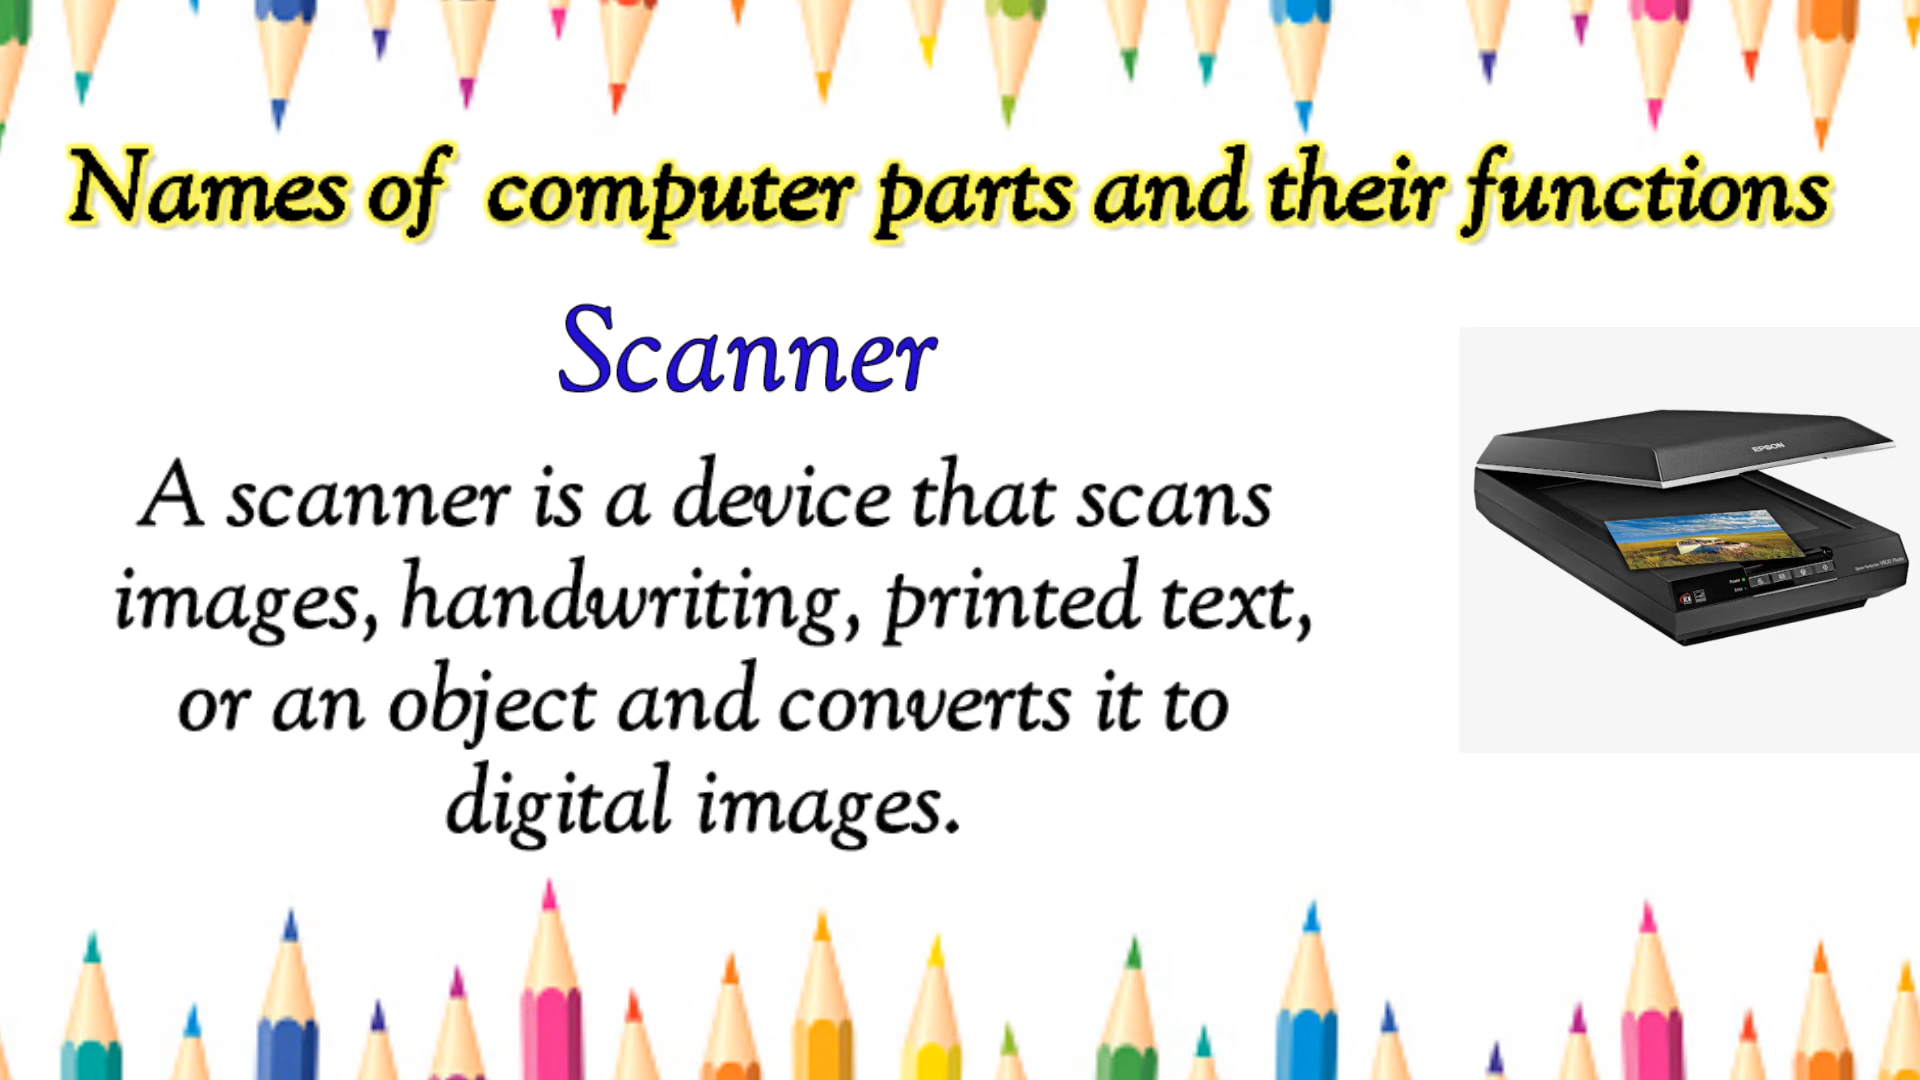 Names of computer parts and their functions
Scanner
A scanner is a device that scans
images, handwriting, printed text,
or an object and converts it to
digital images.
EPSON